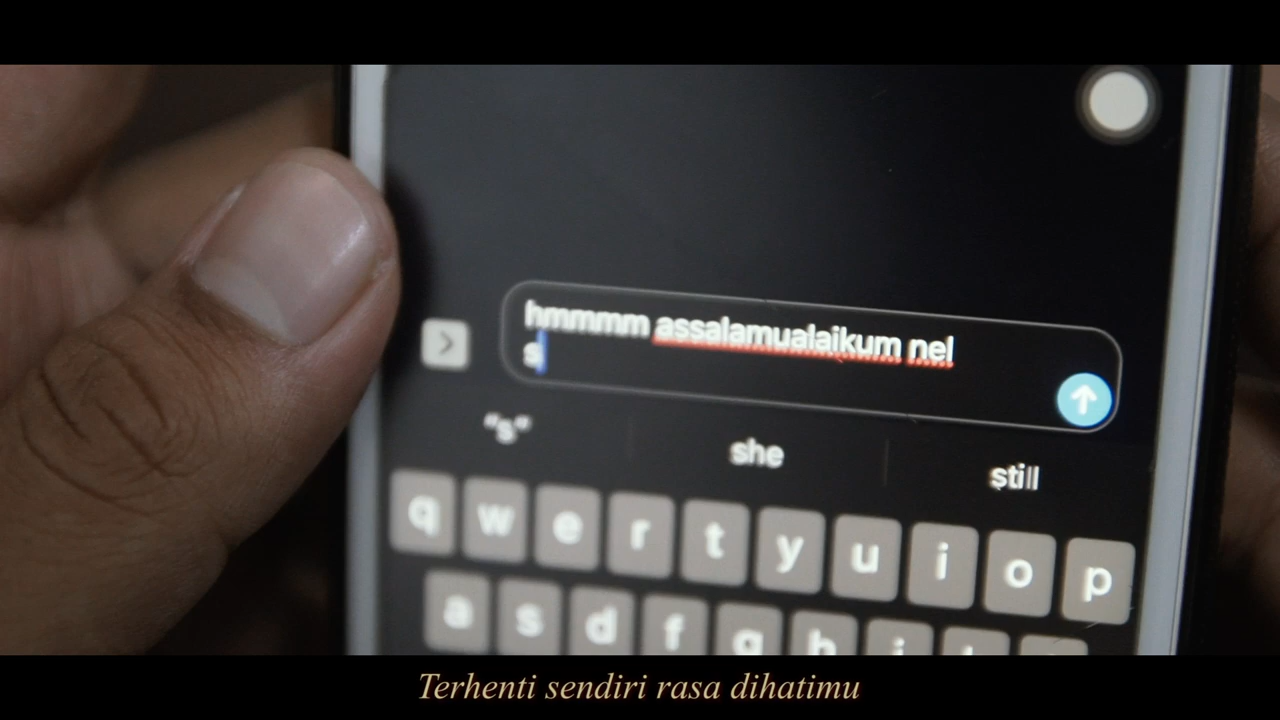 hmmmm assalamualaikum nel
s
"s" she still
q w e r t y u i o p
a s d f g h j
Terhenti sendiri rasa dihatimu